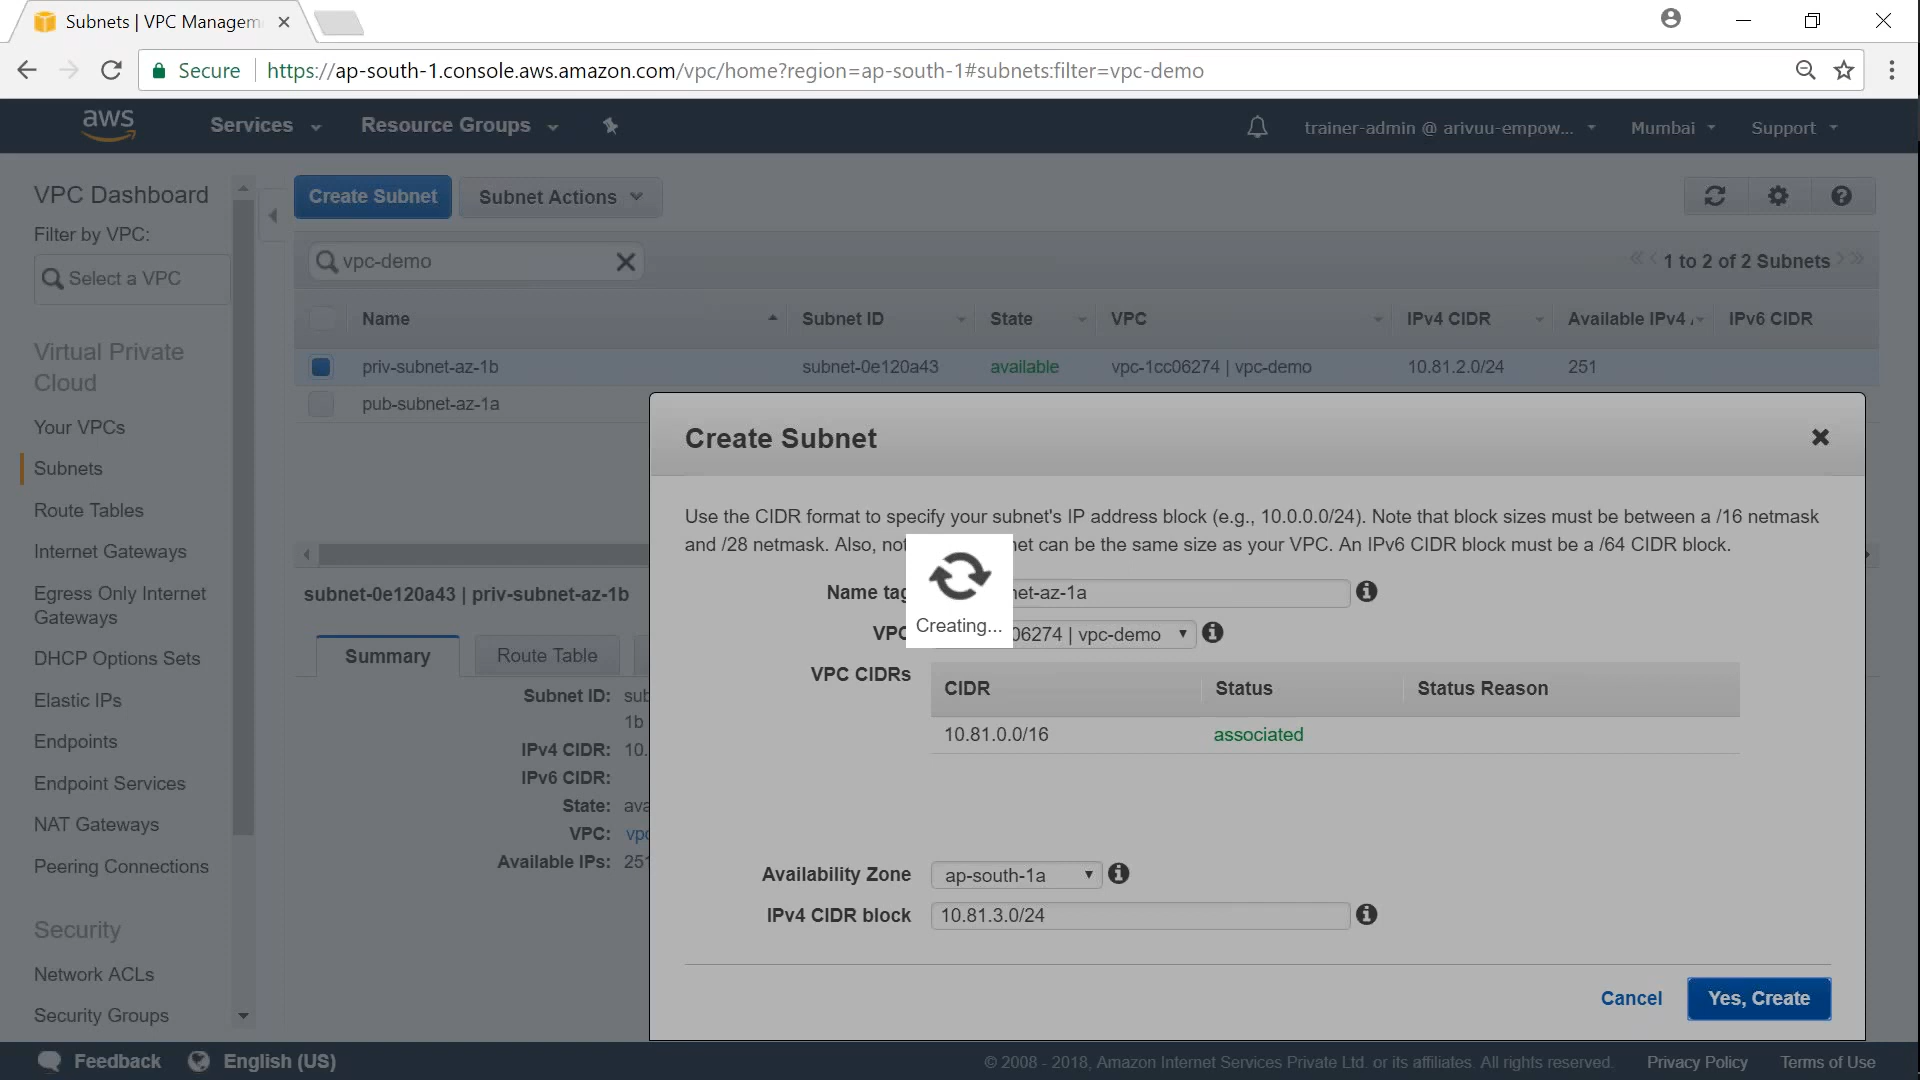 Subnets | VPC Managem
Secure
https://ap-south-1.console.aws.amazon.com/vpc/home?region=ap-south-1#subnets:filter=vpc-demo
aws
Services
Resource Groups
trainer-admin @ arivuu-empow...
Mumbai
Support
VPC Dashboard
Filter by VPC:
Select a VPC
Virtual Private
Cloud
Your VPCs
Subnets
Route Tables
Internet Gateways
Egress Only Internet
Gateways
DHCP Options Sets
Elastic IPs
Endpoints
Endpoint Services
NAT Gateways
Peering Connections
Security
Network ACLs
Security Groups
Create Subnet
Subnet Actions
vpc-demo
1 to 2 of 2 Subnets
Name Subnet ID State VPC IPv4 CIDR Available IPv4 IPv6 CIDR
priv-subnet-az-1b subnet-0e120a43 available vpc-1cc06274 | vpc-demo 10.81.2.0/24 251
pub-subnet-az-1a
subnet-0e120a43 | priv-subnet-az-1b
Summary
Route Table
Subnet ID: sub
1b
IPv4 CIDR: 10.
IPv6 CIDR:
State: ava
VPC: vpc
Available IPs: 251
Create Subnet
Use the CIDR format to specify your subnet's IP address block (e.g., 10.0.0.0/24). Note that block sizes must be between a /16 netmask
and /28 netmask. Also, not et can be the same size as your VPC. An IPv6 CIDR block must be a /64 CIDR block.
Creating...
Name tag net-az-1a
VPC 06274 | vpc-demo
VPC CIDRs
CIDR Status Status Reason
10.81.0.0/16 associated
Availability Zone ap-south-1a
IPv4 CIDR block 10.81.3.0/24
Cancel
Yes, Create
Feedback
English (US)
© 2008 - 2018, Amazon Internet Services Private Ltd. or its affiliates. All rights reserved.
Privacy Policy
Terms of Use